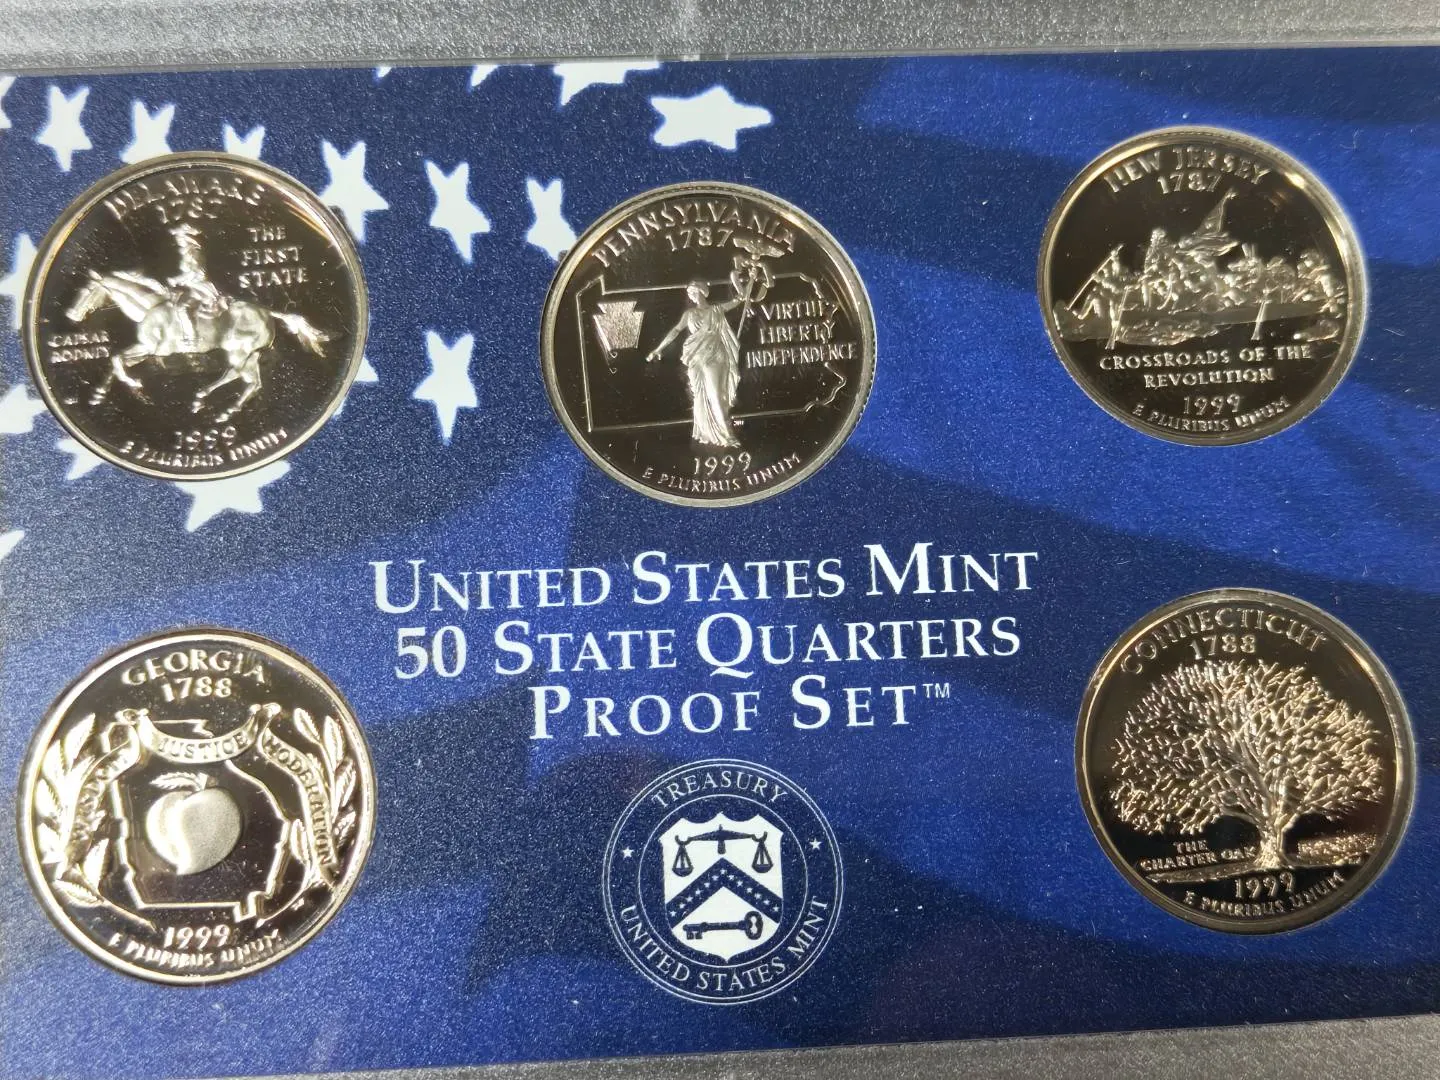 DELAWARE
1787
THE
FIRST
STATE
CAESAR
RODNEY
1999
E PLURIBUS UNUM
PENNSYLVANIA
1787
VIRTUE
LIBERTY
INDEPENDENCE
1999
E PLURIBUS UNUM
NEW JERSEY
1787
CROSSROADS OF THE
REVOLUTION
1999
E PLURIBUS UNUM
UNITED STATES MINT
50 STATE QUARTERS
PROOF SET™
GEORGIA
1788
WISDOM JUSTICE MODERATION
1999
E PLURIBUS UNUM
TREASURY
UNITED STATES MINT
CONNECTICUT
1788
THE
CHARTER OAK
1999
E PLURIBUS UNUM